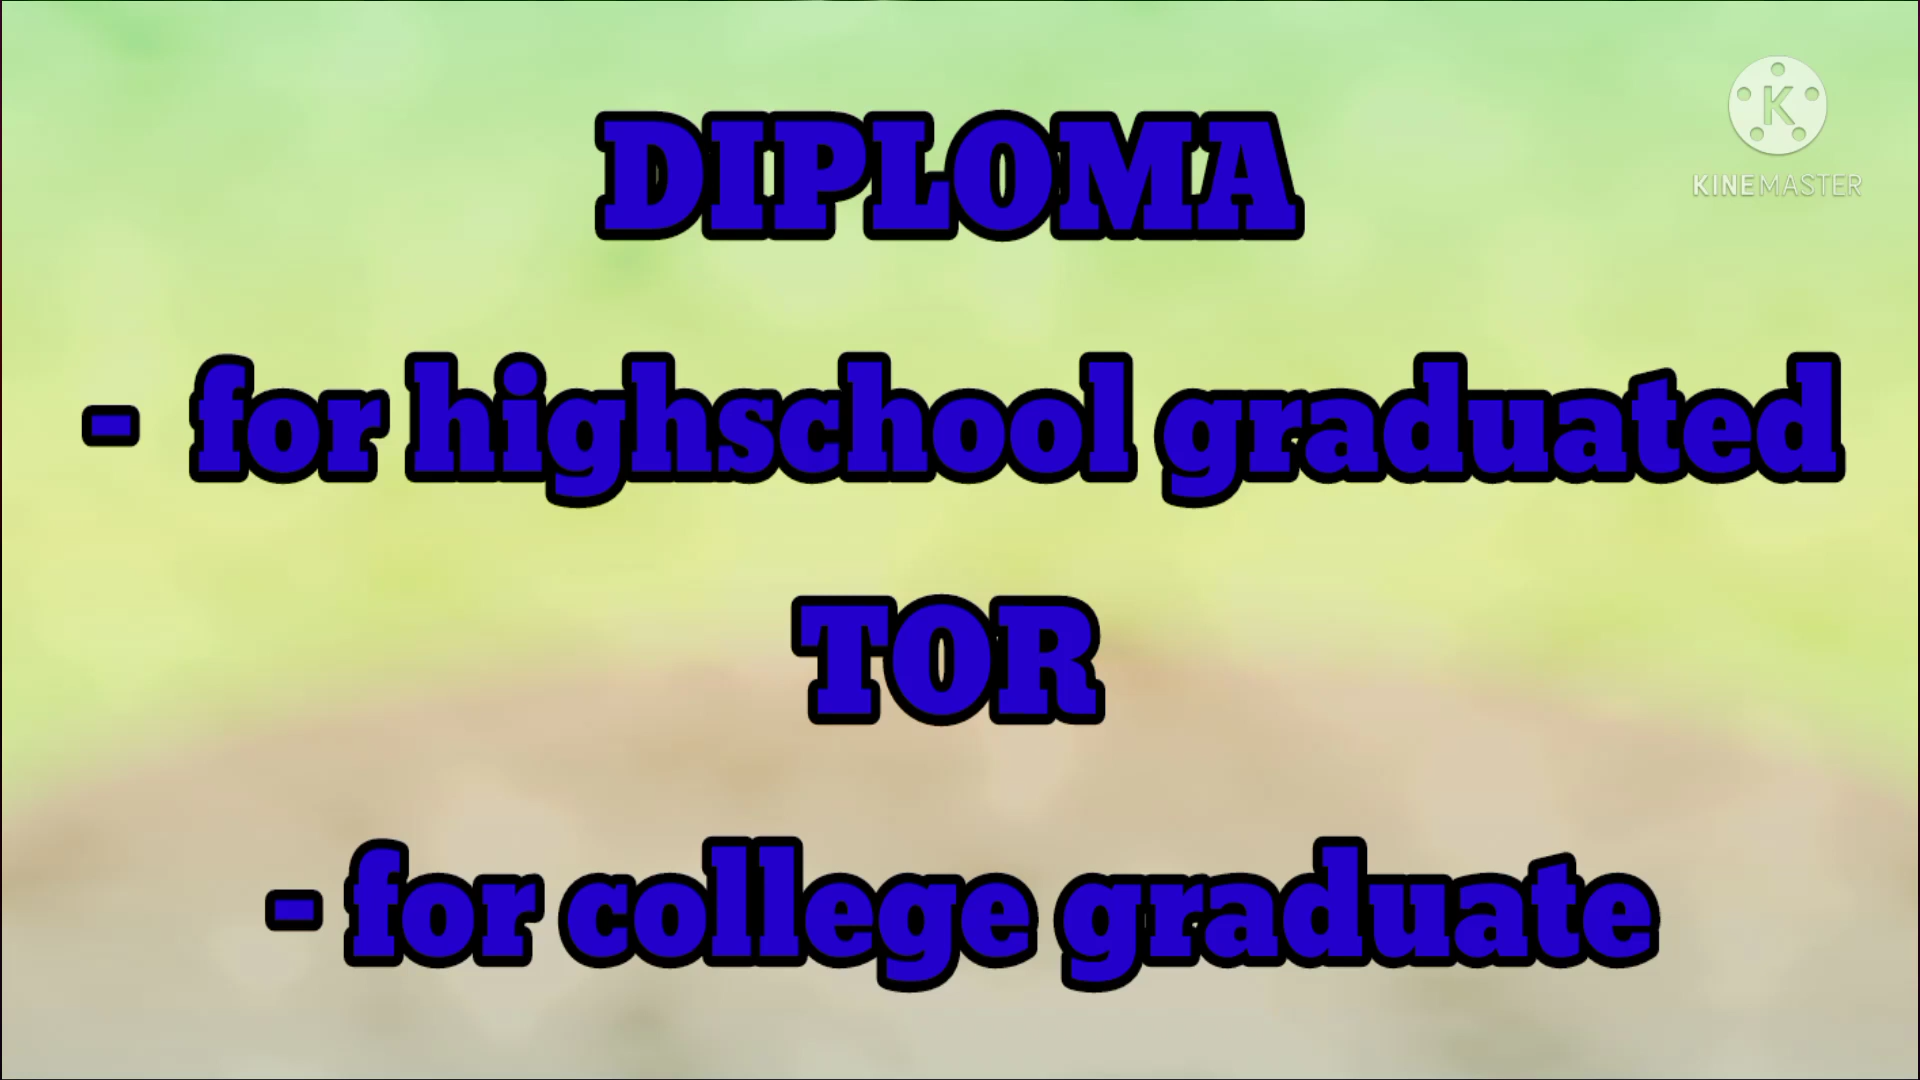 DIPLOMA
KINEMASTER
- for highschool graduated
TOR
- for college graduate